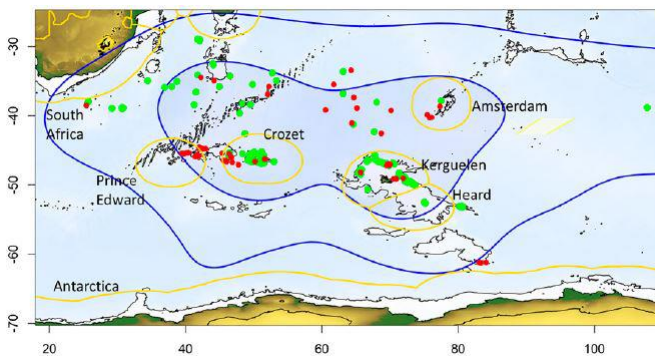 -30
-40
-50
-60
-70
South
Africa
Crozet
Amsterdam
Prince
Edward
Kerguelen
Heard
Antarctica
20 40 60 80 100